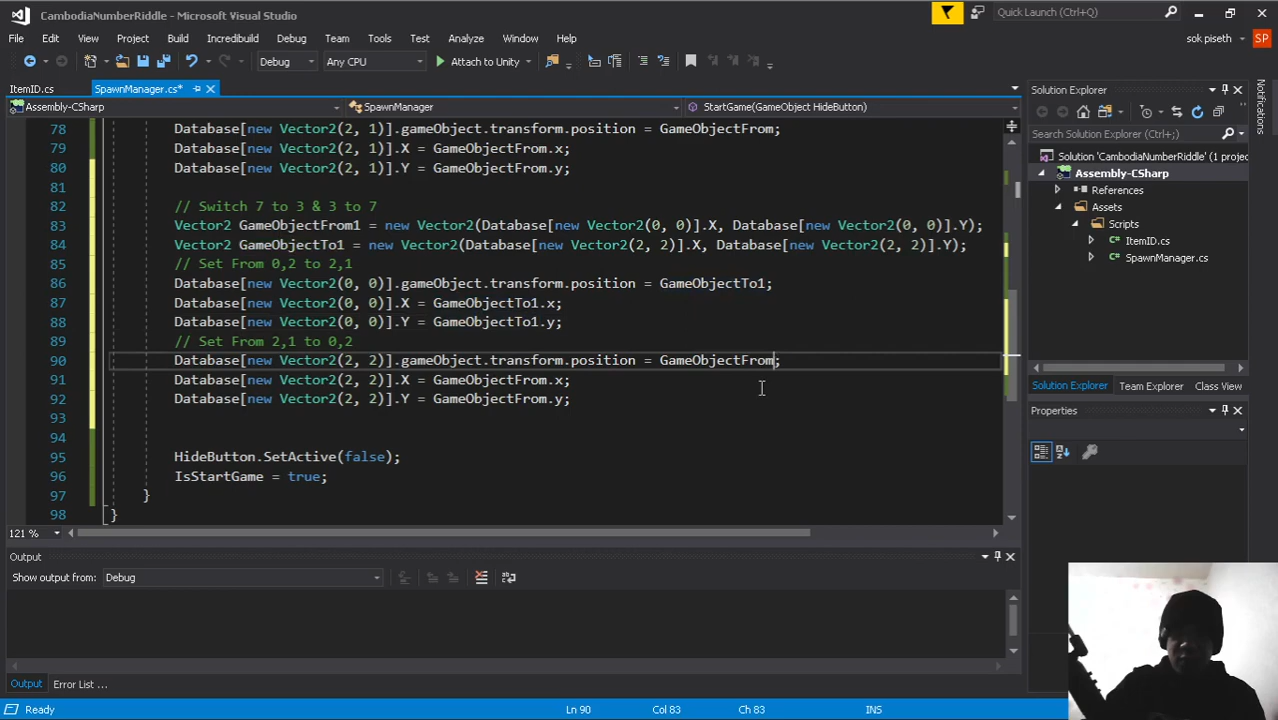 CambodiaNumberRiddle - Microsoft Visual Studio
Quick Launch (Ctrl+Q)
File Edit View Project Build Incredibuild Debug Team Tools Test Analyze Window Help
sok piseth SP
Debug Any CPU Attach to Unity
ItemID.cs SpawnManager.cs*
Assembly-CSharp SpawnManager StartGame(GameObject HideButton)
78 Database[new Vector2(2, 1)].gameObject.transform.position = GameObjectFrom;
79 Database[new Vector2(2, 1)].X = GameObjectFrom.x;
80 Database[new Vector2(2, 1)].Y = GameObjectFrom.y;
81
82 // Switch 7 to 3 & 3 to 7
83 Vector2 GameObjectFrom1 = new Vector2(Database[new Vector2(0, 0)].X, Database[new Vector2(0, 0)].Y);
84 Vector2 GameObjectTo1 = new Vector2(Database[new Vector2(2, 2)].X, Database[new Vector2(2, 2)].Y);
85 // Set From 0,2 to 2,1
86 Database[new Vector2(0, 0)].gameObject.transform.position = GameObjectTo1;
87 Database[new Vector2(0, 0)].X = GameObjectTo1.x;
88 Database[new Vector2(0, 0)].Y = GameObjectTo1.y;
89 // Set From 2,1 to 0,2
90 Database[new Vector2(2, 2)].gameObject.transform.position = GameObjectFrom;
91 Database[new Vector2(2, 2)].X = GameObjectFrom.x;
92 Database[new Vector2(2, 2)].Y = GameObjectFrom.y;
93
94
95 HideButton.SetActive(false);
96 IsStartGame = true;
97 }
98 }
121 %
Output
Show output from: Debug
Output Error List ...
Ready Ln 90 Col 83 Ch 83 INS
Solution Explorer
Search Solution Explorer (Ctrl+;)
Solution 'CambodiaNumberRiddle' (1 projec
Assembly-CSharp
References
Assets
Scripts
ItemID.cs
SpawnManager.cs
Solution Explorer Team Explorer Class View
Properties
Notifications